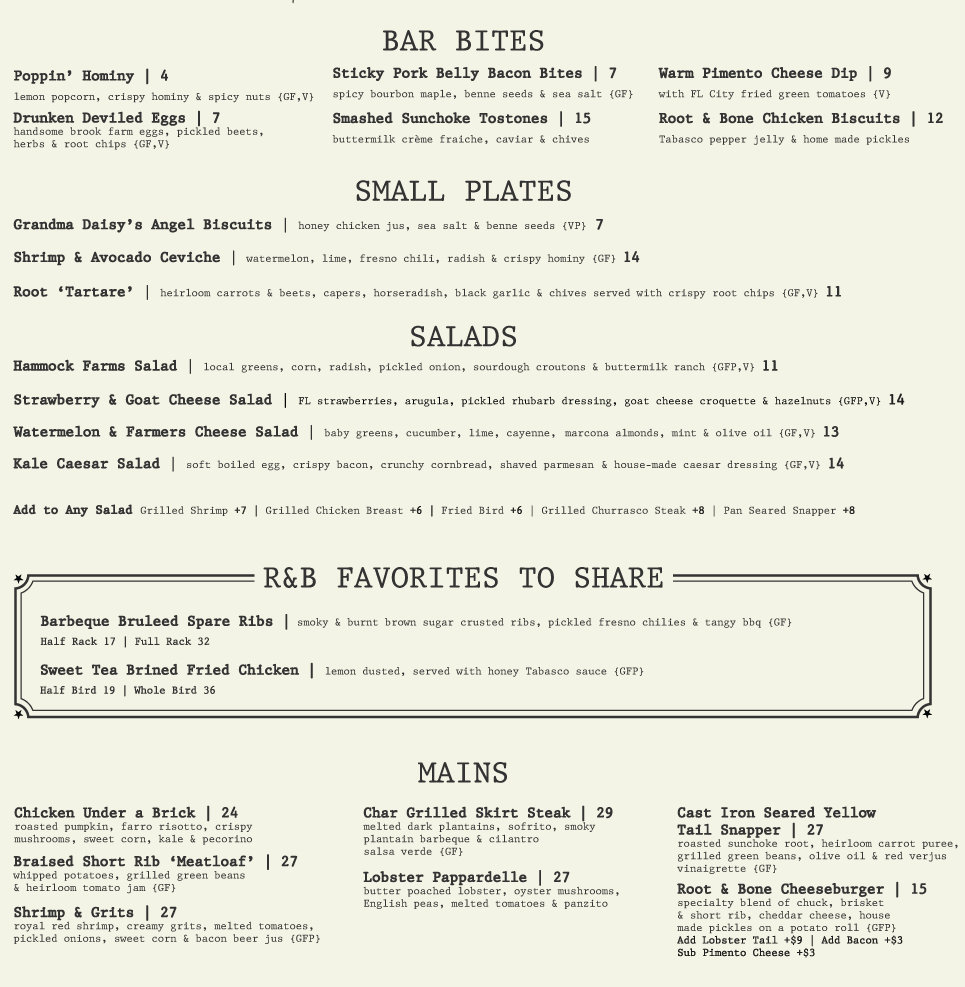 BAR BITES
Poppin’ Hominy | 4
lemon popcorn, crispy hominy & spicy nuts {GF,V}
Drunken Deviled Eggs | 7
handsome brook farm eggs, pickled beets,
herbs & root chips {GF,V}
Sticky Pork Belly Bacon Bites | 7
spicy bourbon maple, benne seeds & sea salt {GF}
Smashed Sunchoke Tostones | 15
buttermilk crème fraiche, caviar & chives
Warm Pimento Cheese Dip | 9
with FL City fried green tomatoes {V}
Root & Bone Chicken Biscuits | 12
Tabasco pepper jelly & home made pickles
SMALL PLATES
Grandma Daisy’s Angel Biscuits | honey chicken jus, sea salt & benne seeds {VP} 7
Shrimp & Avocado Ceviche | watermelon, lime, fresno chili, radish & crispy hominy {GF} 14
Root ‘Tartare’ | heirloom carrots & beets, capers, horseradish, black garlic & chives served with crispy root chips {GF,V} 11
SALADS
Hammock Farms Salad | local greens, corn, radish, pickled onion, sourdough croutons & buttermilk ranch {GFP,V} 11
Strawberry & Goat Cheese Salad | FL strawberries, arugula, pickled rhubarb dressing, goat cheese croquette & hazelnuts {GFP,V} 14
Watermelon & Farmers Cheese Salad | baby greens, cucumber, lime, cayenne, marcona almonds, mint & olive oil {GF,V} 13
Kale Caesar Salad | soft boiled egg, crispy bacon, crunchy cornbread, shaved parmesan & house-made caesar dressing {GF,V} 14
Add to Any Salad Grilled Shrimp +7 | Grilled Chicken Breast +6 | Fried Bird +6 | Grilled Churrasco Steak +8 | Pan Seared Snapper +8
R&B FAVORITES TO SHARE
Barbeque Bruleed Spare Ribs | smoky & burnt brown sugar crusted ribs, pickled fresno chilies & tangy bbq {GF}
Half Rack 17 | Full Rack 32
Sweet Tea Brined Fried Chicken | lemon dusted, served with honey Tabasco sauce {GFP}
Half Bird 19 | Whole Bird 36
MAINS
Chicken Under a Brick | 24
roasted pumpkin, farro risotto, crispy
mushrooms, sweet corn, kale & pecorino
Braised Short Rib ‘Meatloaf’ | 27
whipped potatoes, grilled green beans
& heirloom tomato jam {GF}
Shrimp & Grits | 27
royal red shrimp, creamy grits, melted tomatoes,
pickled onions, sweet corn & bacon beer jus {GFP}
Char Grilled Skirt Steak | 29
melted dark plantains, sofrito, smoky
plantain barbeque & cilantro
salsa verde {GF}
Lobster Pappardelle | 27
butter poached lobster, oyster mushrooms,
English peas, melted tomatoes & panzito
Cast Iron Seared Yellow
Tail Snapper | 27
roasted sunchoke root, heirloom carrot puree,
grilled green beans, olive oil & red verjus
vinaigrette {GF}
Root & Bone Cheeseburger | 15
specialty blend of chuck, brisket
& short rib, cheddar cheese, house
made pickles on a potato roll {GFP}
Add Lobster Tail +$9 | Add Bacon +$3
Sub Pimento Cheese +$3